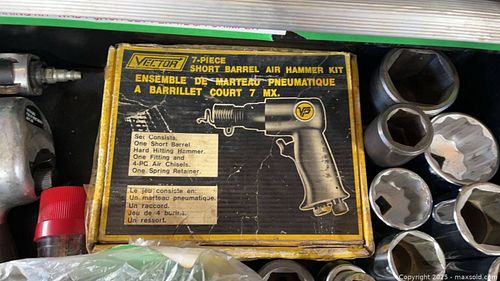 VECTOR
7-PIECE
SHORT BARREL AIR HAMMER KIT
ENSEMBLE DE MARTEAU PNEUMATIQUE
A BARRILLET COURT 7 MX.
VP
Set Consists
One Short Barrel
Hard Hitting Hammer.
One Fitting and
4-PC Air Chisels.
One Spring Retainer.
Le jeu consiste en:
Un marteau pneumatique.
Un raccord.
Jeu de 4 burins.
Un ressort.
Copyright © 2025 - maxsold.com